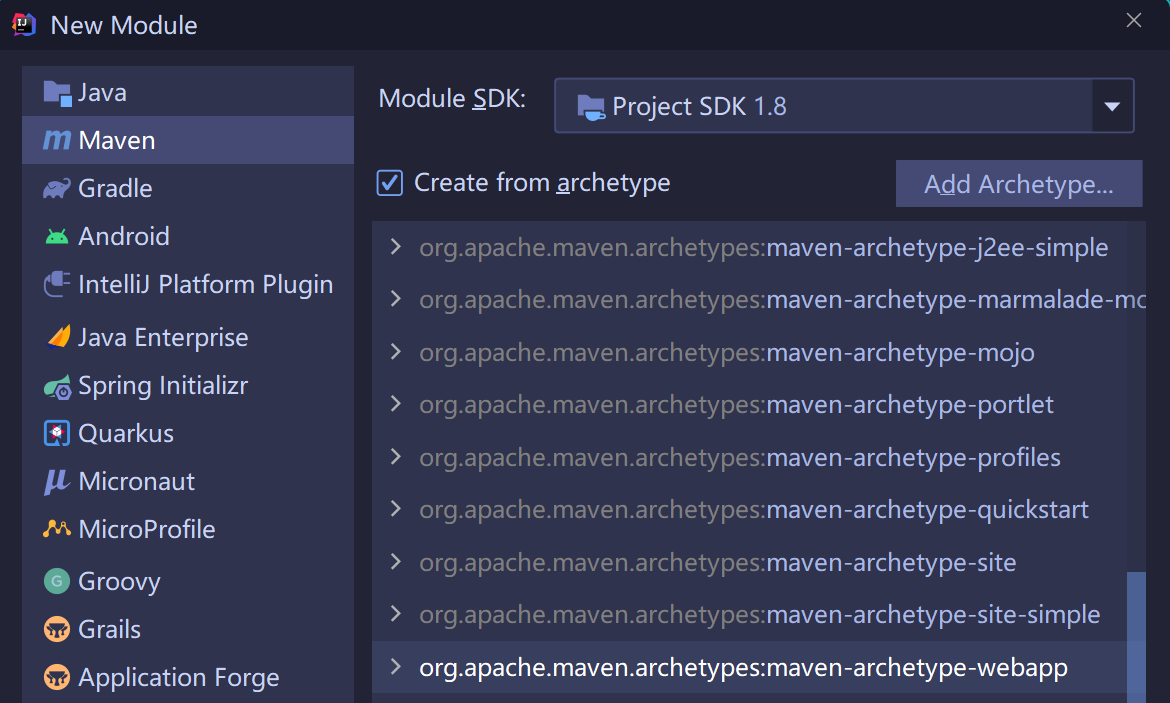 New Module
Java
Maven
Gradle
Android
IntelliJ Platform Plugin
Java Enterprise
Spring Initializr
Quarkus
Micronaut
MicroProfile
Groovy
Grails
Application Forge
Module SDK:
Project SDK 1.8
Create from archetype
Add Archetype...
org.apache.maven.archetypes:maven-archetype-j2ee-simple
org.apache.maven.archetypes:maven-archetype-marmalade-mo
org.apache.maven.archetypes:maven-archetype-mojo
org.apache.maven.archetypes:maven-archetype-portlet
org.apache.maven.archetypes:maven-archetype-profiles
org.apache.maven.archetypes:maven-archetype-quickstart
org.apache.maven.archetypes:maven-archetype-site
org.apache.maven.archetypes:maven-archetype-site-simple
org.apache.maven.archetypes:maven-archetype-webapp